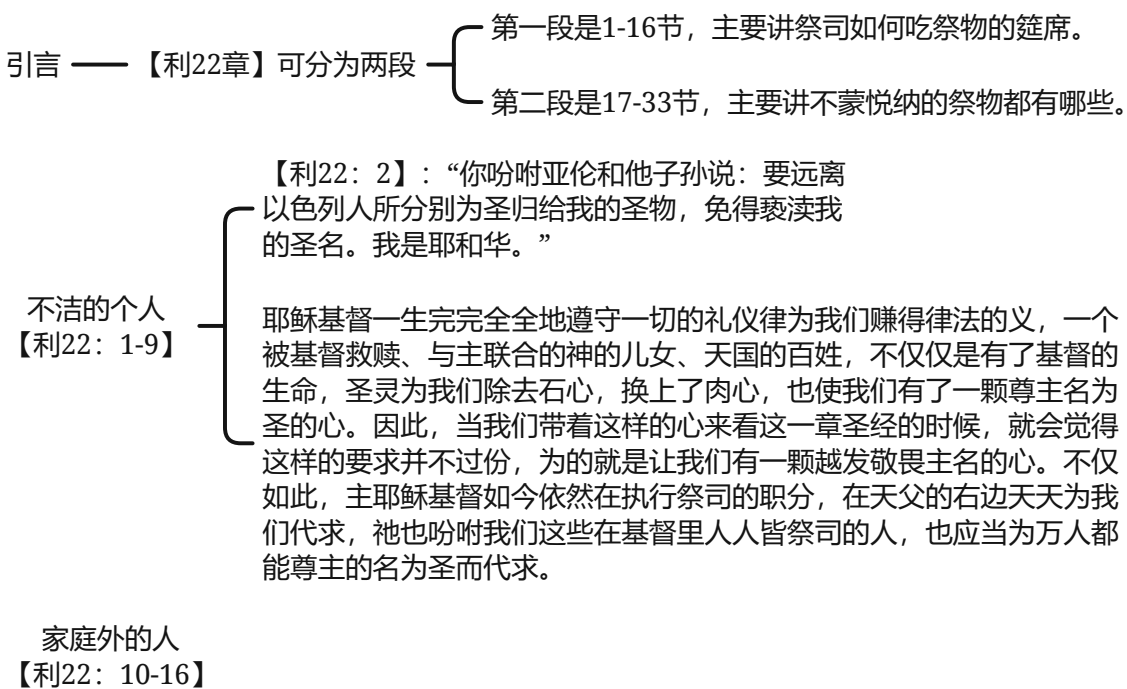 引言
【利22章】可分为两段
第一段是1-16节，主要讲祭司如何吃祭物的筵席。
第二段是17-33节，主要讲不蒙悦纳的祭物都有哪些。
不洁的个人
【利22：1-9】
【利22：2】：“你吩咐亚伦和他子孙说：要远离
以色列人所分别为圣归给我的圣物，免得亵渎我
的圣名。我是耶和华。”
耶稣基督一生完完全全地遵守一切的礼仪律为我们赚得律法的义，一个
被基督救赎、与主联合的神的儿女、天国的百姓，不仅仅是有了基督的
生命，圣灵为我们除去石心，换上了肉心，也使我们有了一颗尊主名为
圣的心。因此，当我们带着这样的心来看这一章圣经的时候，就会觉得
这样的要求并不过份，为的就是让我们有一颗越发敬畏主名的心。不仅
如此，主耶稣基督如今依然在执行祭司的职分，在天父的右边天天为我
们代求，祂也吩咐我们这些在基督里人人皆祭司的人，也应当为万人都
能尊主的名为圣而代求。
家庭外的人
【利22：10-16】